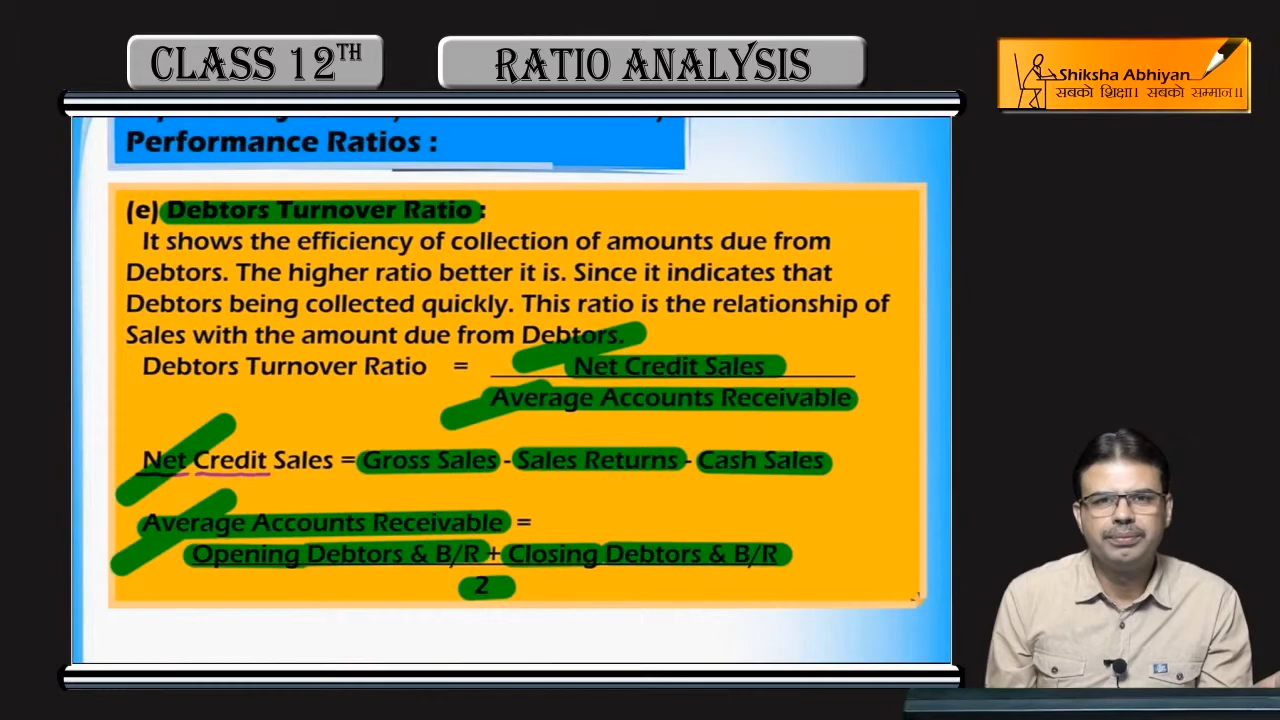 CLASS 12TH
RATIO ANALYSIS
Shiksha Abhiyan
सबको शिक्षा। सबको सम्मान।।
Performance Ratios :
(e) Debtors Turnover Ratio :
It shows the efficiency of collection of amounts due from
Debtors. The higher ratio better it is. Since it indicates that
Debtors being collected quickly. This ratio is the relationship of
Sales with the amount due from Debtors.
Debtors Turnover Ratio = Net Credit Sales
Average Accounts Receivable
Net Credit Sales = Gross Sales - Sales Returns - Cash Sales
Average Accounts Receivable =
Opening Debtors & B/R + Closing Debtors & B/R
2